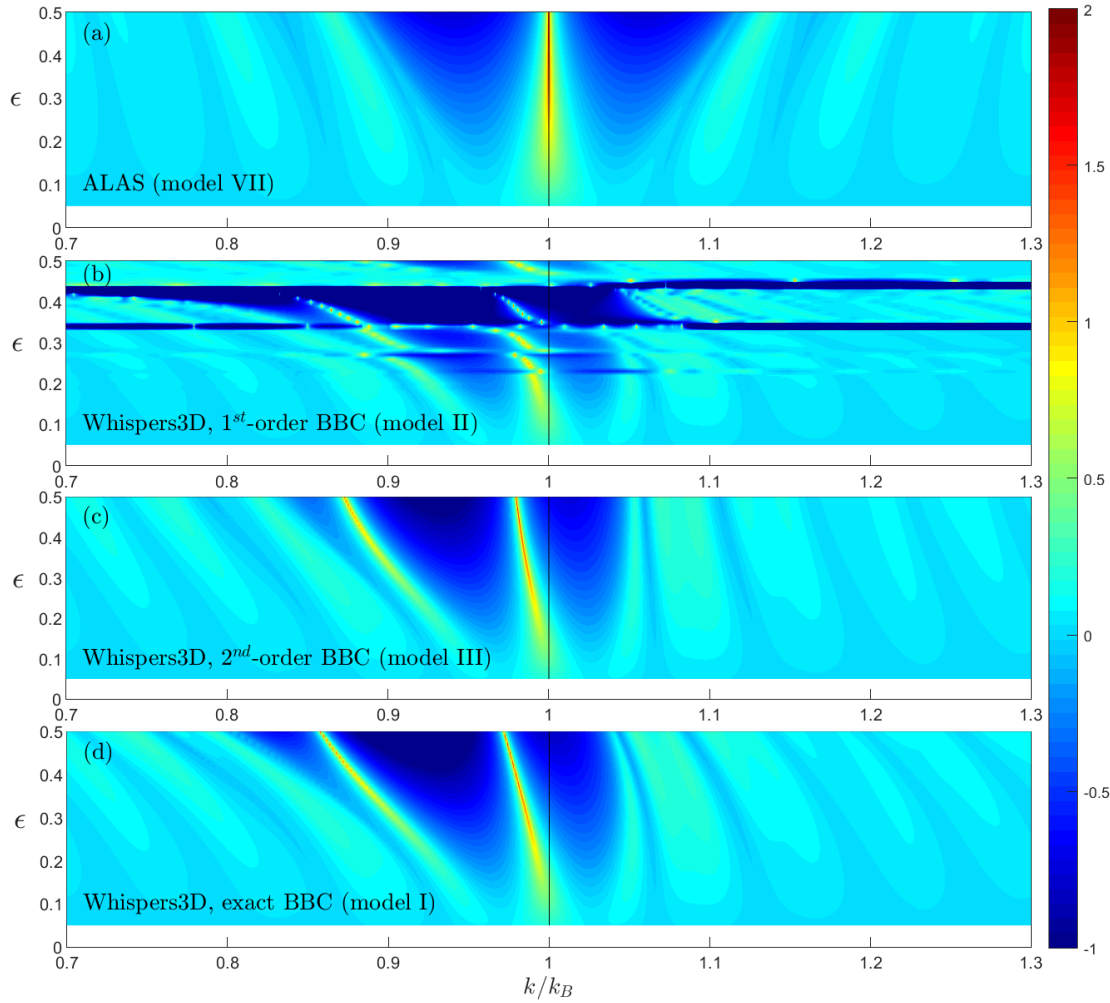 (a)
ϵ
0.5
0.4
0.3
0.2
0.1
0
ALAS (model VII)
0.7 0.8 0.9 1 1.1 1.2 1.3
(b)
ϵ
0.5
0.4
0.3
0.2
0.1
0
Whispers3D, 1st-order BBC (model II)
0.7 0.8 0.9 1 1.1 1.2 1.3
(c)
ϵ
0.5
0.4
0.3
0.2
0.1
0
Whispers3D, 2nd-order BBC (model III)
0.7 0.8 0.9 1 1.1 1.2 1.3
(d)
ϵ
0.5
0.4
0.3
0.2
0.1
0
Whispers3D, exact BBC (model I)
0.7 0.8 0.9 1 1.1 1.2 1.3
k/kB
2
1.5
1
0.5
0
-0.5
-1